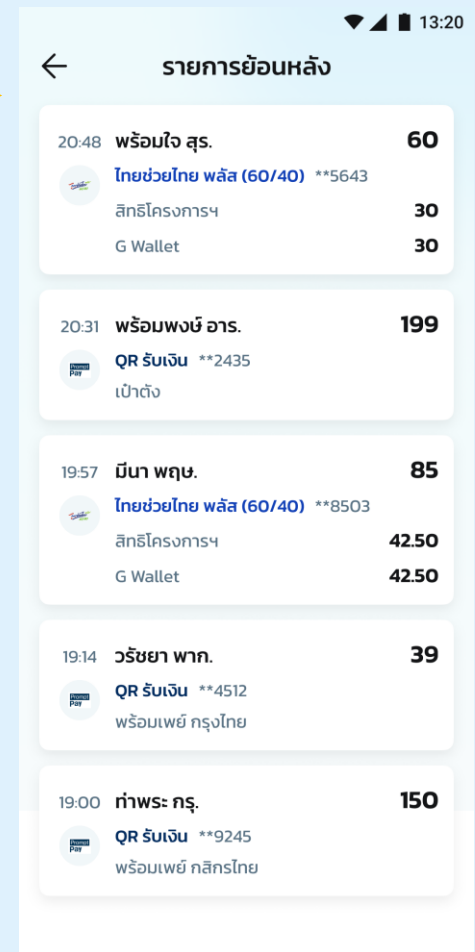 13:20
รายการย้อนหลัง
20:48 พร้อมใจ สุร. 60
ไทยช่วยไทย พลัส (60/40) **5643
สิทธิโครงการฯ 30
G Wallet 30
20:31 พร้อมพงษ์ อาร. 199
Prompt Pay QR รับเงิน **2435
เป๋าตัง
19:57 มีนา พฤษ. 85
ไทยช่วยไทย พลัส (60/40) **8503
สิทธิโครงการฯ 42.50
G Wallet 42.50
19:14 วรัชยา พาก. 39
Prompt Pay QR รับเงิน **4512
พร้อมเพย์ กรุงไทย
19:00 ท่าพระ กรุ. 150
Prompt Pay QR รับเงิน **9245
พร้อมเพย์ กสิกรไทย